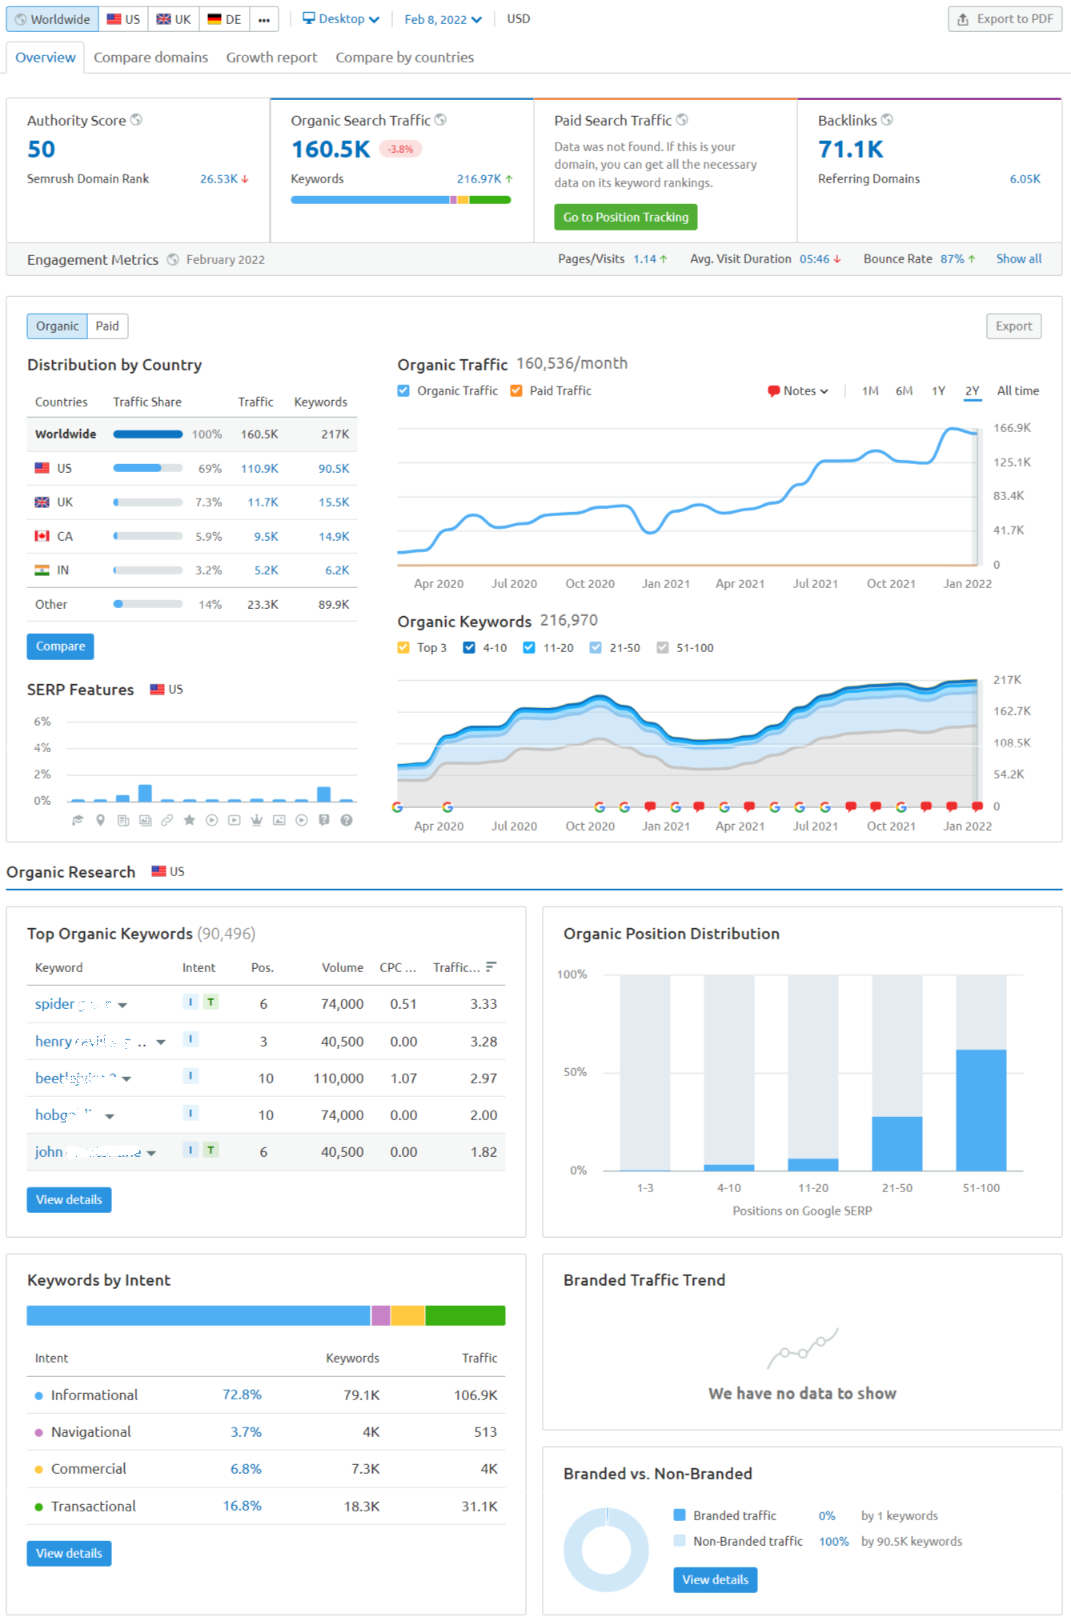 Worldwide US UK DE ... Desktop Feb 8, 2022 USD Export to PDF
Overview Compare domains Growth report Compare by countries
Authority Score
50
Semrush Domain Rank 26.53K ↓
Organic Search Traffic
160.5K -3.8%
Keywords 216.97K ↑
Paid Search Traffic
Data was not found. If this is your
domain, you can get all the necessary
data on its keyword rankings.
Go to Position Tracking
Backlinks
71.1K
Referring Domains 6.05K
Engagement Metrics February 2022 Pages/Visits 1.14 ↑ Avg. Visit Duration 05:46 ↓ Bounce Rate 87% ↑ Show all
Organic Paid Export
Distribution by Country
Countries Traffic Share Traffic Keywords
Worldwide 100% 160.5K 217K
US 69% 110.9K 90.5K
UK 7.3% 11.7K 15.5K
CA 5.9% 9.5K 14.9K
IN 3.2% 5.2K 6.2K
Other 14% 23.3K 89.9K
Compare
Organic Traffic 160,536/month
Organic Traffic Paid Traffic Notes 1M 6M 1Y 2Y All time
166.9K
125.1K
83.4K
41.7K
0
Apr 2020 Jul 2020 Oct 2020 Jan 2021 Apr 2021 Jul 2021 Oct 2021 Jan 2022
Organic Keywords 216,970
Top 3 4-10 11-20 21-50 51-100
217K
162.7K
108.5K
54.2K
0
Apr 2020 Jul 2020 Oct 2020 Jan 2021 Apr 2021 Jul 2021 Oct 2021 Jan 2022
SERP Features US
6%
4%
2%
0%
Organic Research US
Top Organic Keywords (90,496)
Keyword Intent Pos. Volume CPC ... Traffic...
spider I T 6 74,000 0.51 3.33
henry .. I 3 40,500 0.00 3.28
I 10 110,000 1.07 2.97
I 10 74,000 0.00 2.00
john I T 6 40,500 0.00 1.82
View details
Organic Position Distribution
100%
50%
0%
1-3 4-10 11-20 21-50 51-100
Positions on Google SERP
Keywords by Intent
Intent Keywords Traffic
Informational 72.8% 79.1K 106.9K
Navigational 3.7% 4K 513
Commercial 6.8% 7.3K 4K
Transactional 16.8% 18.3K 31.1K
View details
Branded Traffic Trend
We have no data to show
Branded vs. Non-Branded
Branded traffic 0% by 1 keywords
Non-Branded traffic 100% by 90.5K keywords
View details